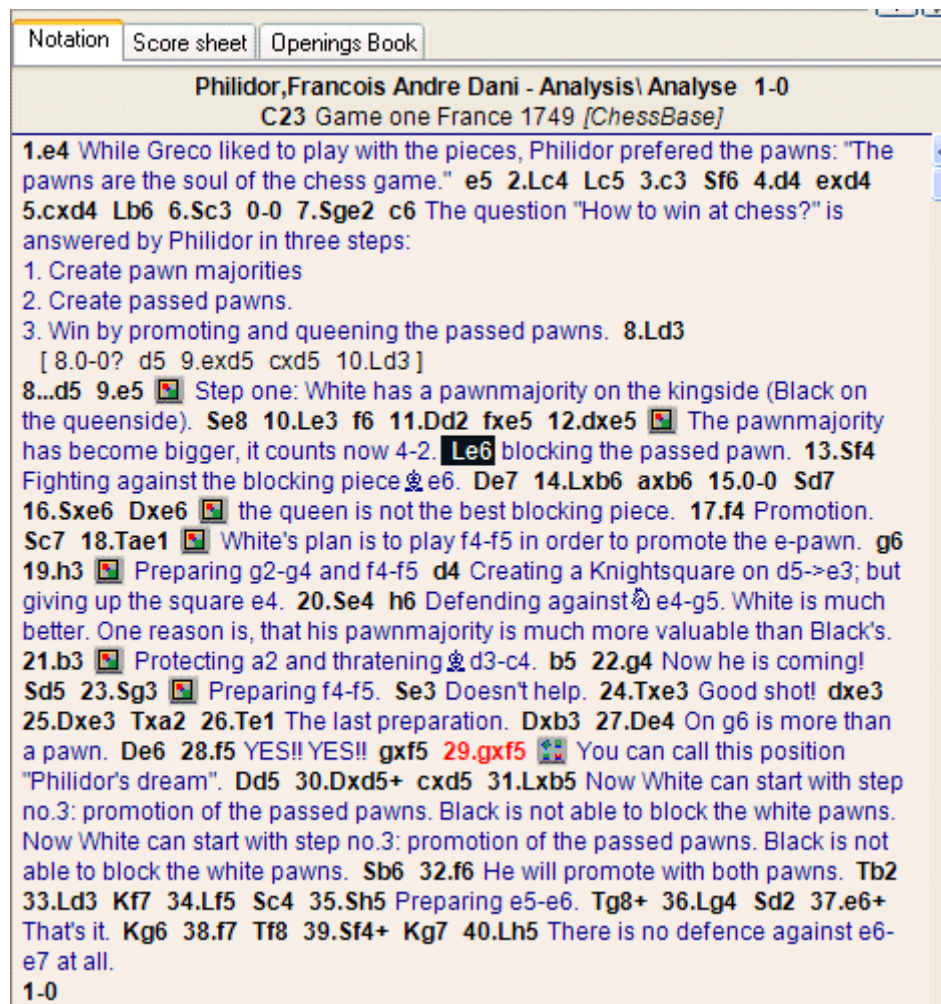 Notation Score sheet Openings Book
Philidor,Francois Andre Dani - Analysis\Analyse 1-0
C23 Game one France 1749 [ChessBase]
1.e4 While Greco liked to play with the pieces, Philidor prefered the pawns: "The
pawns are the soul of the chess game." e5 2.Lc4 Lc5 3.c3 Sf6 4.d4 exd4
5.cxd4 Lb6 6.Sc3 0-0 7.Sge2 c6 The question "How to win at chess?" is
answered by Philidor in three steps:
1. Create pawn majorities
2. Create passed pawns.
3. Win by promoting and queening the passed pawns. 8.Ld3
[ 8.0-0? d5 9.exd5 cxd5 10.Ld3 ]
8...d5 9.e5 Step one: White has a pawnmajority on the kingside (Black on
the queenside). Se8 10.Le3 f6 11.Dd2 fxe5 12.dxe5 The pawnmajority
has become bigger, it counts now 4-2. Le6 blocking the passed pawn. 13.Sf4
Fighting against the blocking piece ♗e6. De7 14.Lxb6 axb6 15.0-0 Sd7
16.Sxe6 Dxe6 the queen is not the best blocking piece. 17.f4 Promotion.
Sc7 18.Tae1 White's plan is to play f4-f5 in order to promote the e-pawn. g6
19.h3 Preparing g2-g4 and f4-f5 d4 Creating a Knightsquare on d5->e3; but
giving up the square e4. 20.Se4 h6 Defending against ♘e4-g5. White is much
better. One reason is, that his pawnmajority is much more valuable than Black's.
21.b3 Protecting a2 and thratening ♗d3-c4. b5 22.g4 Now he is coming!
Sd5 23.Sg3 Preparing f4-f5. Se3 Doesn't help. 24.Txe3 Good shot! dxe3
25.Dxe3 Txa2 26.Te1 The last preparation. Dxb3 27.De4 On g6 is more than
a pawn. De6 28.f5 YES!! YES!! gxf5 29.gxf5 You can call this position
"Philidor's dream". Dd5 30.Dxd5+ cxd5 31.Lxb5 Now White can start with step
no.3: promotion of the passed pawns. Black is not able to block the white pawns.
Now White can start with step no.3: promotion of the passed pawns. Black is not
able to block the white pawns. Sb6 32.f6 He will promote with both pawns. Tb2
33.Ld3 Kf7 34.Lf5 Sc4 35.Sh5 Preparing e5-e6. Tg8+ 36.Lg4 Sd2 37.e6+
That's it. Kg6 38.f7 Tf8 39.Sf4+ Kg7 40.Lh5 There is no defence against e6-
e7 at all.
1-0